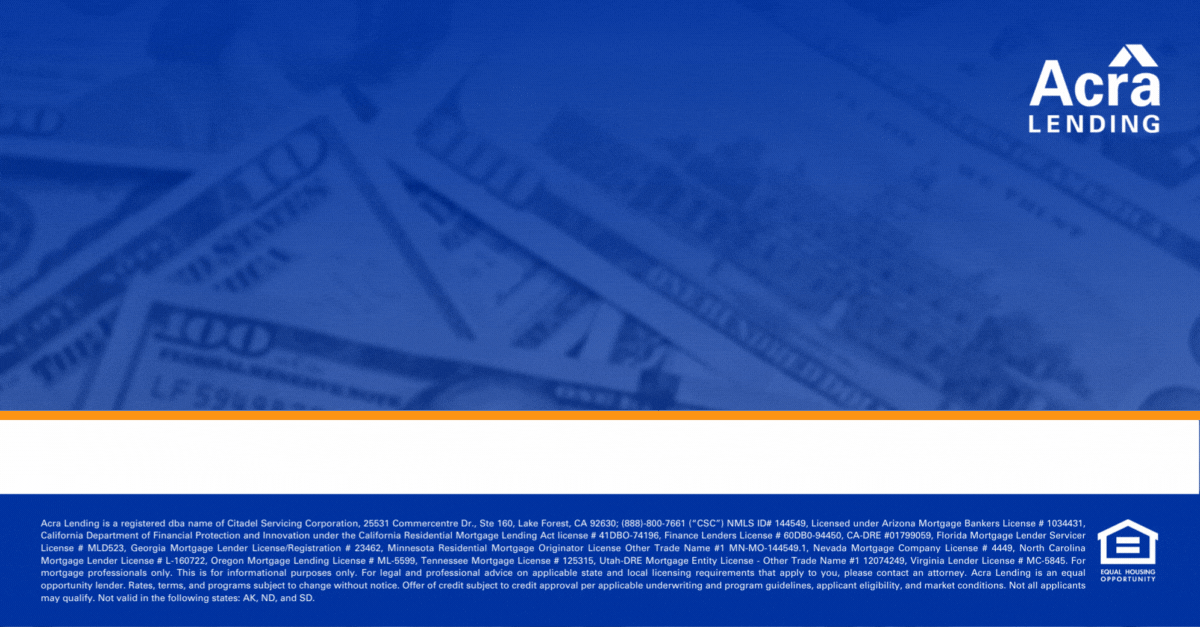 Acra
LENDING
100
UNITED STATES
100
FEDERAL RESERVE NOTE
ONE HUNDRED
Acra Lending is a registered dba name of Citadel Servicing Corporation, 25531 Commercentre Dr., Ste 160, Lake Forest, CA 92630; (888)-800-7661 (“CSC”) NMLS ID# 144549, Licensed under Arizona Mortgage Bankers License # 1034431,
California Department of Financial Protection and Innovation under the California Residential Mortgage Lending Act license # 41DBO-74196, Finance Lenders License # 60DB0-94450, CA-DRE #01799059, Florida Mortgage Lender Servicer
License # MLD523, Georgia Mortgage Lender License/Registration # 23462, Minnesota Residential Mortgage Originator License Other Trade Name #1 MN-MO-144549.1, Nevada Mortgage Company License # 4449, North Carolina
Mortgage Lender License # L-160722, Oregon Mortgage Lending License # ML-5599, Tennessee Mortgage License # 125315, Utah-DRE Mortgage Entity License - Other Trade Name #1 12074249, Virginia Lender License # MC-5845. For
mortgage professionals only. This is for informational purposes only. For legal and professional advice on applicable state and local licensing requirements that apply to you, please contact an attorney. Acra Lending is an equal
opportunity lender. Rates, terms, and programs subject to change without notice. Offer of credit subject to credit approval per applicable underwriting and program guidelines, applicant eligibility, and market conditions. Not all applicants
may qualify. Not valid in the following states: AK, ND, and SD.
EQUAL HOUSING
OPPORTUNITY